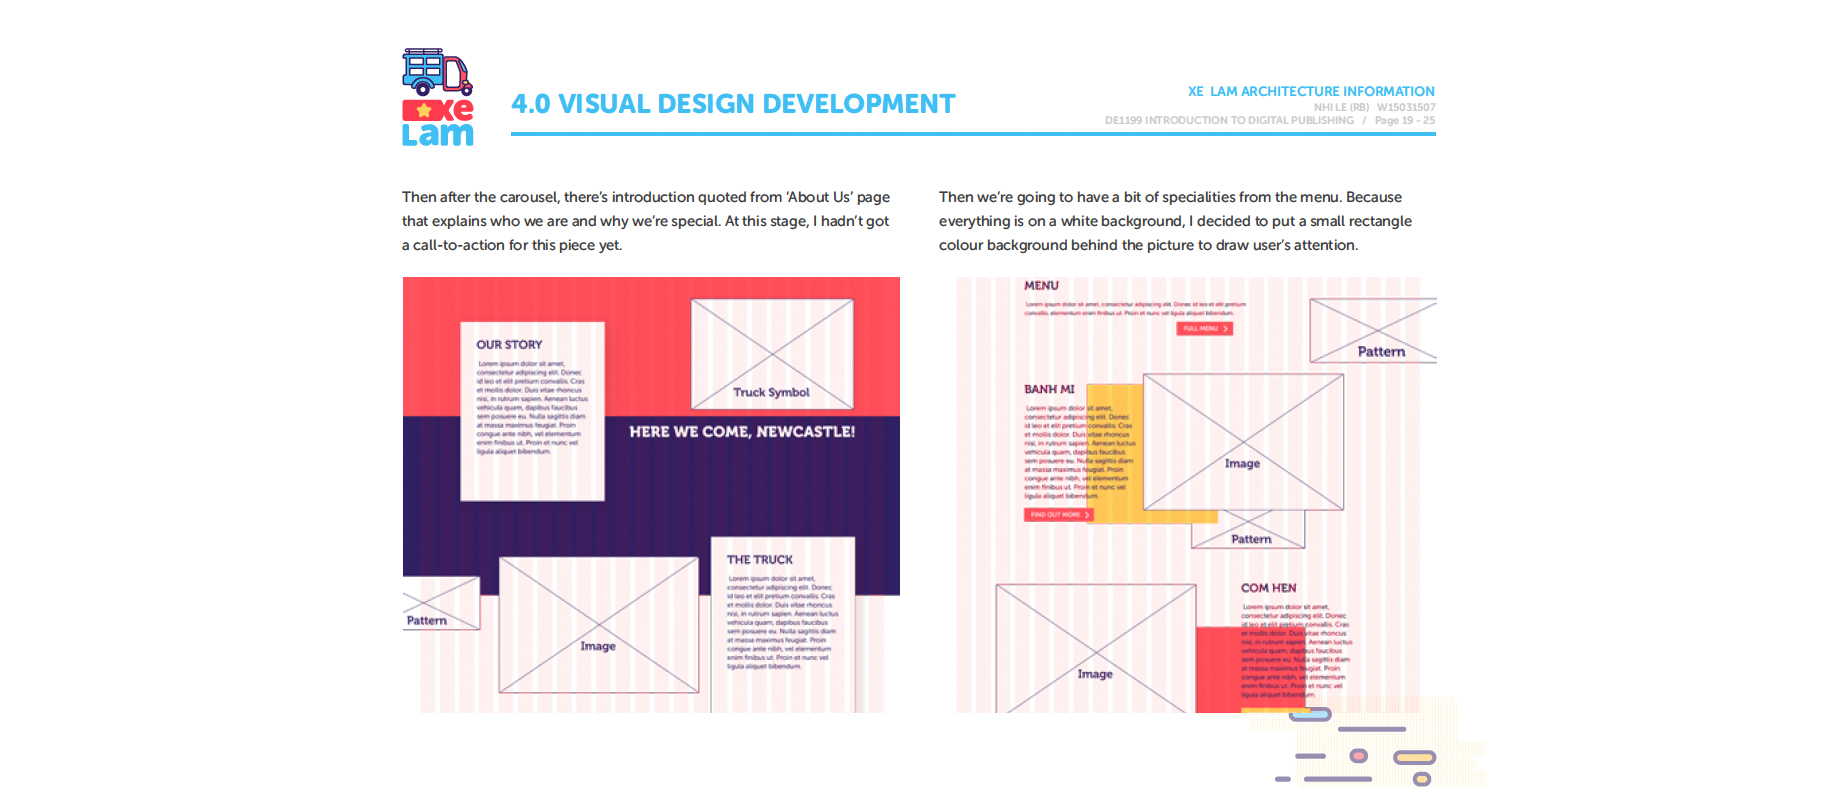 xe
Lam
4.0 VISUAL DESIGN DEVELOPMENT
XE LAM ARCHITECTURE INFORMATION
NHI LE (RB) W15031507
DE1199 INTRODUCTION TO DIGITAL PUBLISHING / Page 19 - 25
Then after the carousel, there's introduction quoted from 'About Us' page
that explains who we are and why we're special. At this stage, I hadn't got
a call-to-action for this piece yet.
OUR STORY
Lorem ipsum dolor sit amet,
consectetur adipiscing elit. Donec
id leo et elit pretium convallis. Cras
et mollis dolor. Duis vitae rhoncus
nisi, in rutrum sapien. Aenean luctus
vehicula quam, dapibus faucibus
sem posuere eu. Nulla sagittis diam
at massa maximus feugiat. Proin
congue ante nibh, vel elementum
enim finibus ut. Proin et nunc vel
ligula aliquet bibendum.
Truck Symbol
HERE WE COME, NEWCASTLE!
Pattern
Image
THE TRUCK
Lorem ipsum dolor sit amet,
consectetur adipiscing elit. Donec
id leo et elit pretium convallis. Cras
et mollis dolor. Duis vitae rhoncus
nisi, in rutrum sapien. Aenean luctus
vehicula quam, dapibus faucibus
sem posuere eu. Nulla sagittis diam
at massa maximus feugiat. Proin
congue ante nibh, vel elementum
enim finibus ut. Proin et nunc vel
ligula aliquet bibendum.
Then we're going to have a bit of specialities from the menu. Because
everything is on a white background, I decided to put a small rectangle
colour background behind the picture to draw user's attention.
MENU
Lorem ipsum dolor sit amet, consectetur adipiscing elit. Donec id leo et elit pretium
convallis, elementum enim finibus ut. Proin et nunc vel ligula aliquet bibendum.
FULL MENU
Pattern
BANH MI
Lorem ipsum dolor sit amet,
consectetur adipiscing elit. Donec
id leo et elit pretium convallis. Cras
et mollis dolor. Duis vitae rhoncus
nisi, in rutrum sapien. Aenean luctus
vehicula quam, dapibus faucibus
sem posuere eu. Nulla sagittis diam
at massa maximus feugiat. Proin
congue ante nibh, vel elementum
enim finibus ut. Proin et nunc vel
ligula aliquet bibendum.
FIND OUT MORE
Image
Pattern
Image
COM HEN
Lorem ipsum dolor sit amet,
consectetur adipiscing elit. Donec
id leo et elit pretium convallis. Cras
et mollis dolor. Duis vitae rhoncus
nisi, in rutrum sapien. Aenean luctus
vehicula quam, dapibus faucibus
sem posuere eu. Nulla sagittis diam
at massa maximus feugiat. Proin
congue ante nibh, vel elementum
enim finibus ut. Proin et nunc vel
ligula aliquet bibendum.